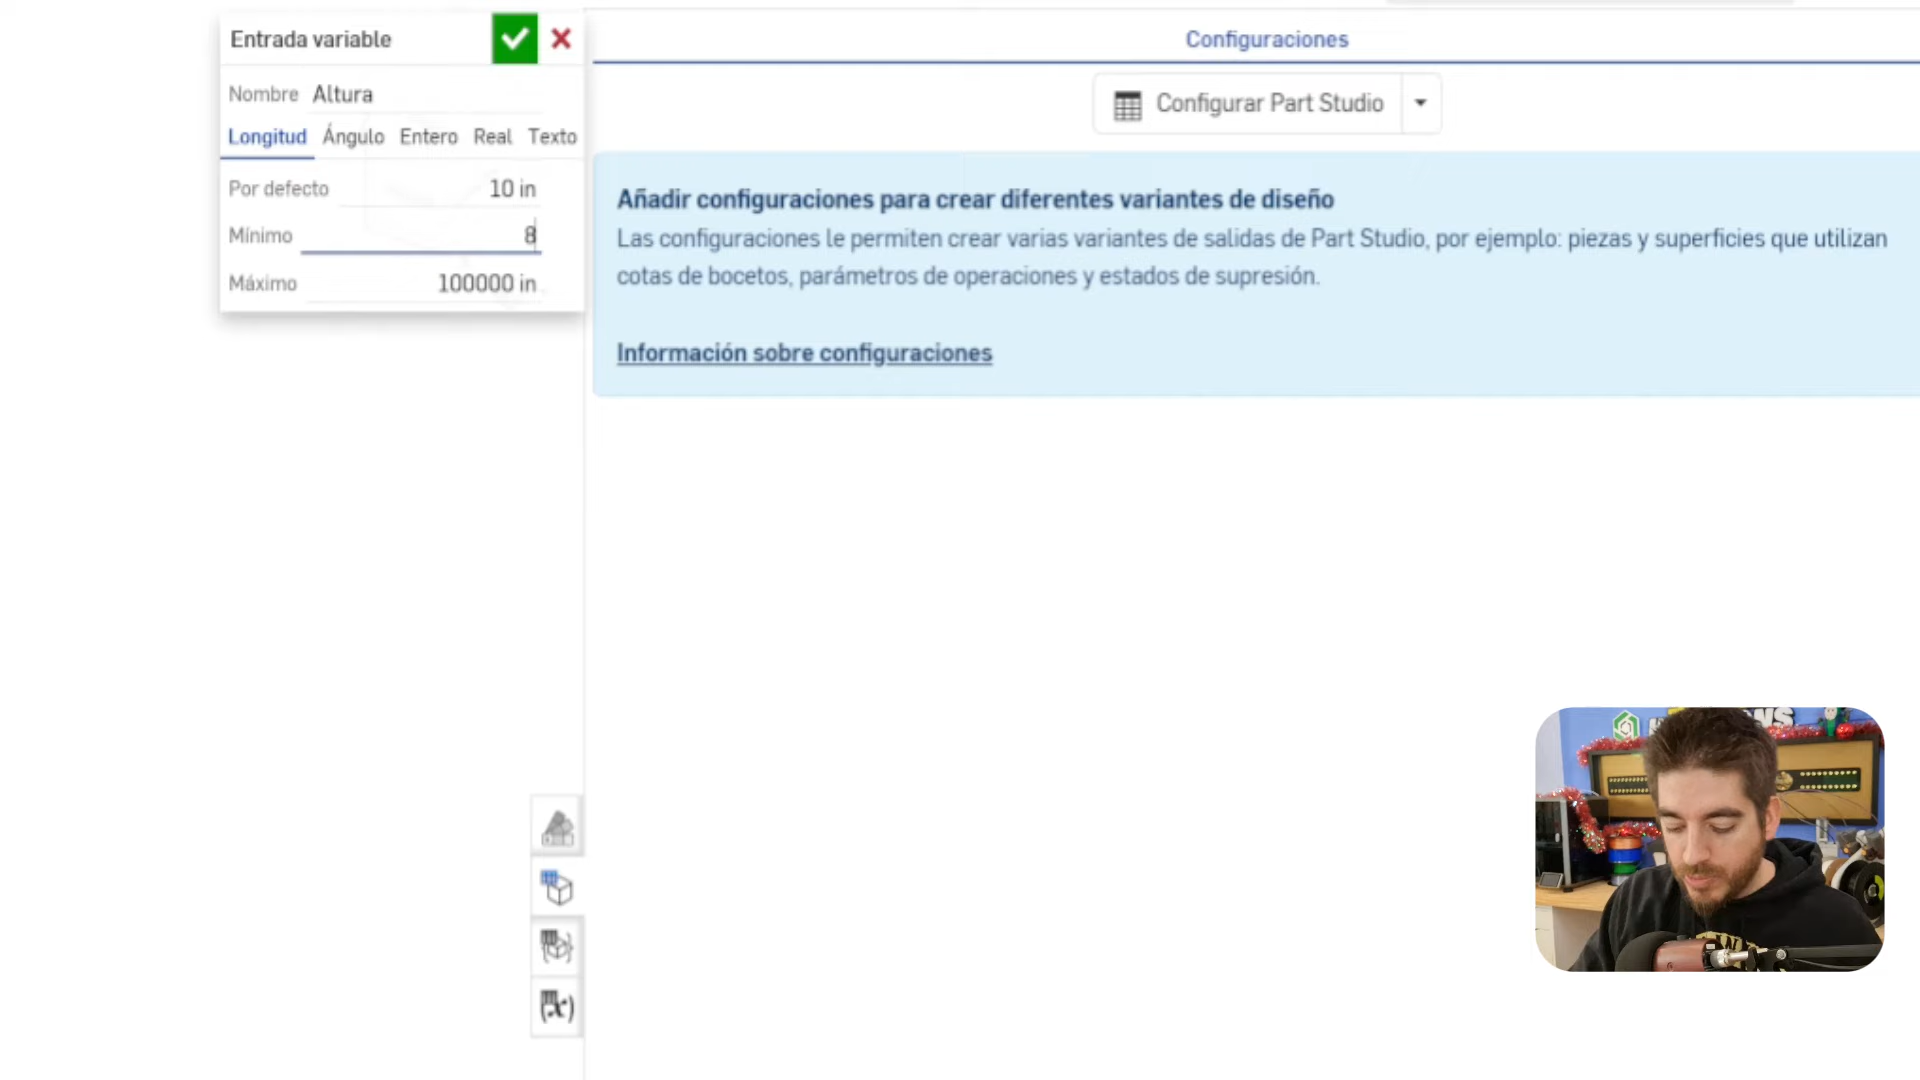 Entrada variable
Nombre Altura
Longitud Ángulo Entero Real Texto
Por defecto 10 in
Mínimo 8
Máximo 100000 in
Configuraciones
Configurar Part Studio
Añadir configuraciones para crear diferentes variantes de diseño
Las configuraciones le permiten crear varias variantes de salidas de Part Studio, por ejemplo: piezas y superficies que utilizan
cotas de bocetos, parámetros de operaciones y estados de supresión.
Información sobre configuraciones